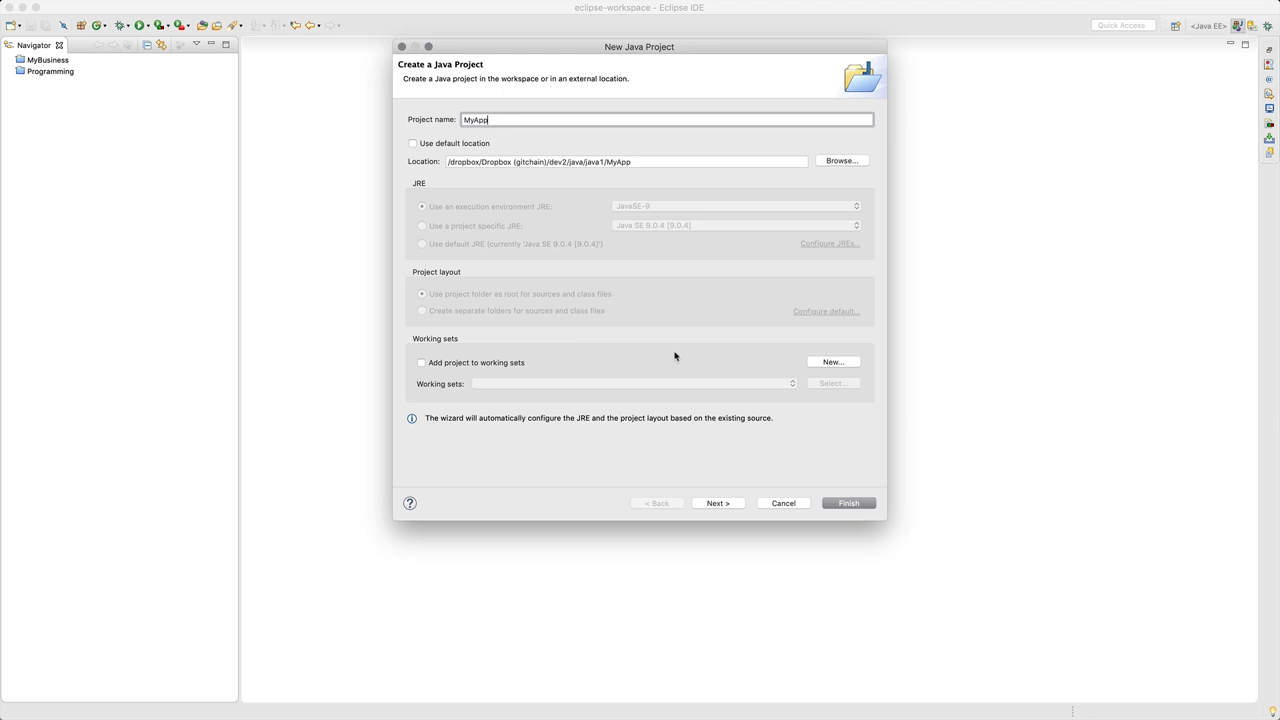 eclipse-workspace - Eclipse IDE
Quick Access
<Java EE>
Navigator
MyBusiness
Programming
New Java Project
Create a Java Project
Create a Java project in the workspace or in an external location.
Project name: MyApp
Use default location
Location: /dropbox/Dropbox (gitchain)/dev2/java/java1/MyApp Browse...
JRE
Use an execution environment JRE: JavaSE-9
Use a project specific JRE: Java SE 9.0.4 [9.0.4]
Use default JRE (currently 'Java SE 9.0.4 [9.0.4]') Configure JREs...
Project layout
Use project folder as root for sources and class files
Create separate folders for sources and class files Configure default...
Working sets
Add project to working sets New...
Working sets: Select...
The wizard will automatically configure the JRE and the project layout based on the existing source.
? < Back Next > Cancel Finish